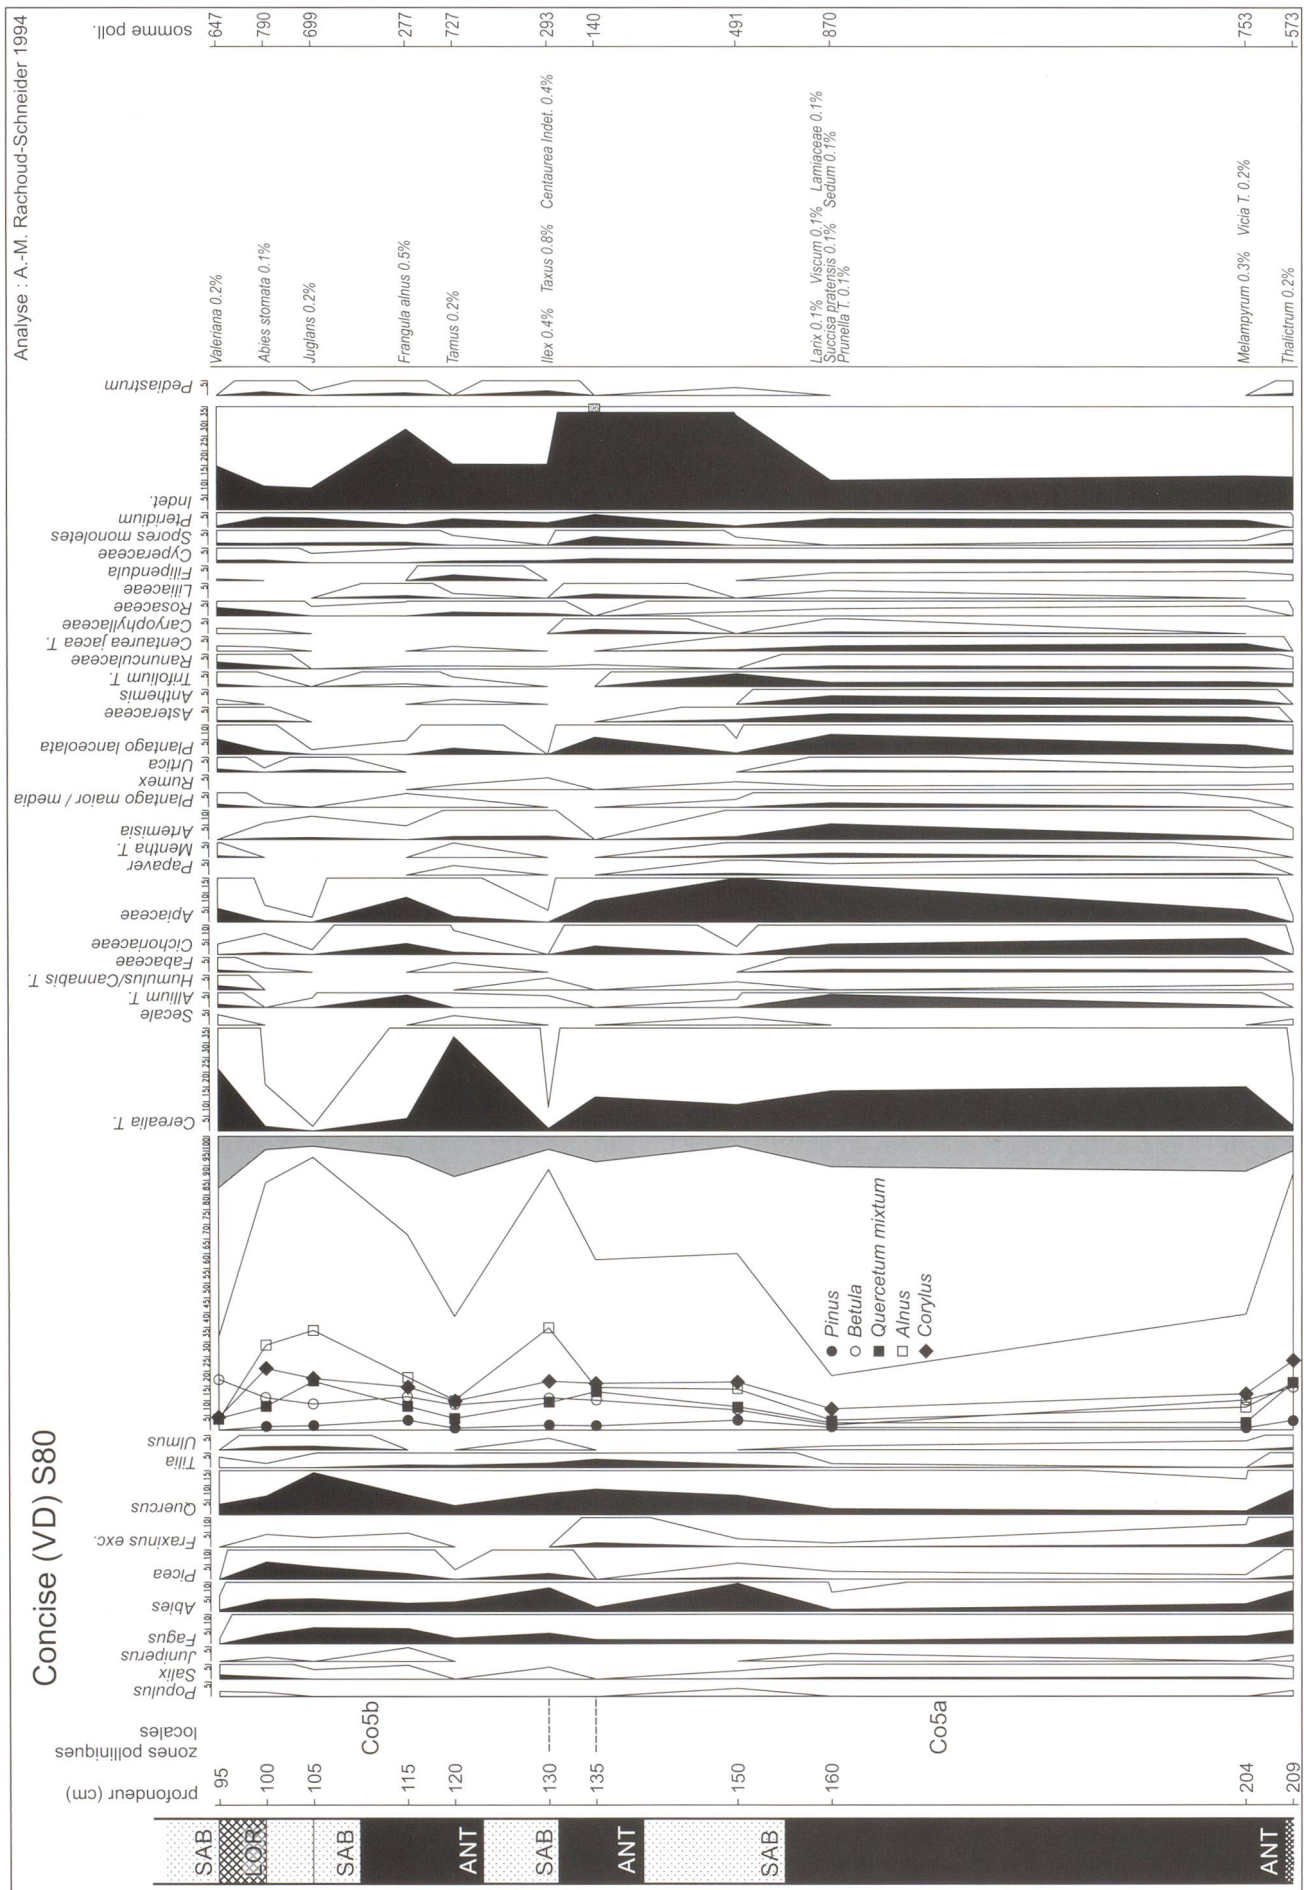 Concise (VD) S80
Analyse : A.-M. Rachoud-Schneider 1994
profondeur (cm)
zones polliniques
locales
Populus
Salix
Juniperus
Fagus
Abies
Picea
Fraxinus exc.
Quercus
Tilia
Ulmus
Cerealia T.
Secale
Allium T.
Humulus/Cannabis T.
Fabaceae
Cichoriaceae
Apiaceae
Papaver
Mentha T.
Artemisia
Plantago maior / media
Rumex
Urtica
Plantago lanceolata
Asteraceae
Anthemis
Trifolium T.
Ranunculaceae
Centaurea jacea T.
Caryophyllaceae
Rosaceae
Liliaceae
Filipendula
Cyperaceae
Spores monoletes
Pteridium
Indet.
Pediastrum
somme poll.
SAB
LOR
SAB
ANT
SAB
ANT
SAB
ANT
95
100
105
115
120
130
135
150
160
204
209
Co5b
Co5a
Pinus
Betula
Quercetum mixtum
Alnus
Corylus
Valeriana 0.2%
Abies stomata 0.1%
Juglans 0.2%
Frangula alnus 0.5%
Tamus 0.2%
Ilex 0.4% Taxus 0.8% Centaurea Indet. 0.4%
Larix 0.1% Viscum 0.1% Lamiaceae 0.1%
Succisa pratensis 0.1% Sedum 0.1%
Prunella T. 0.1%
Melampyrum 0.3% Vicia T. 0.2%
Thalictrum 0.2%
647
790
699
277
727
293
140
491
870
753
573